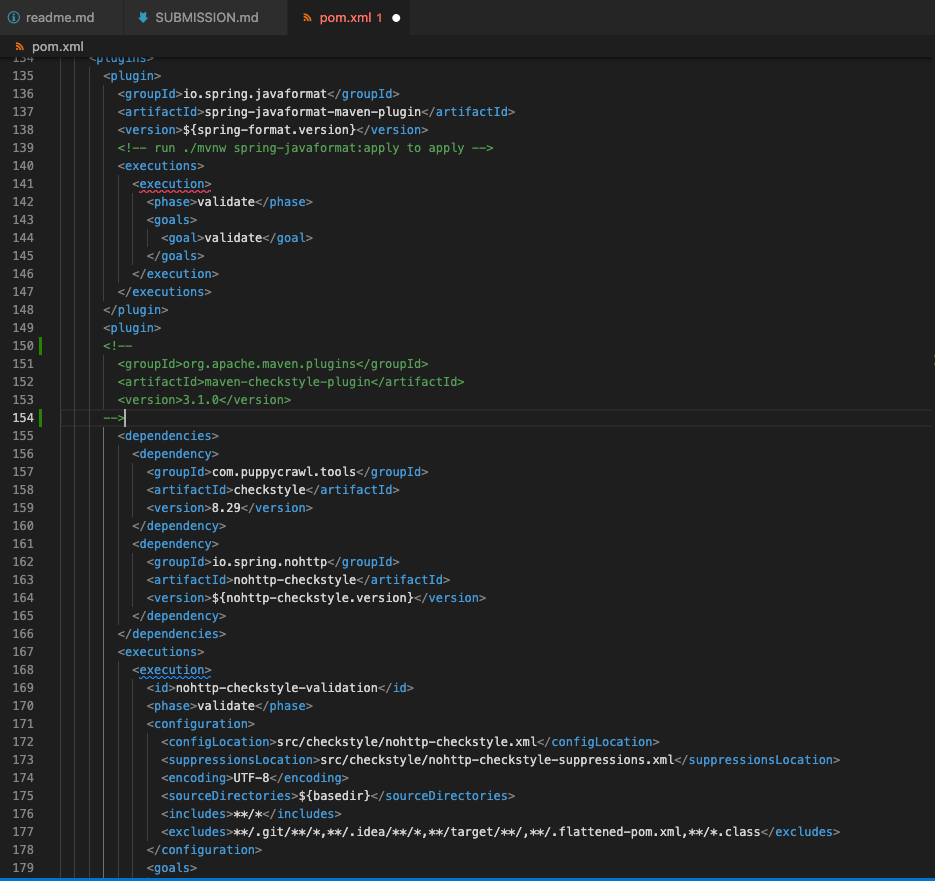 readme.md SUBMISSION.md pom.xml 1
pom.xml
134 <plugins>
135 <plugin>
136 <groupId>io.spring.javaformat</groupId>
137 <artifactId>spring-javaformat-maven-plugin</artifactId>
138 <version>${spring-format.version}</version>
139 <!-- run ./mvnw spring-javaformat:apply to apply -->
140 <executions>
141 <execution>
142 <phase>validate</phase>
143 <goals>
144 <goal>validate</goal>
145 </goals>
146 </execution>
147 </executions>
148 </plugin>
149 <plugin>
150 <!--
151 <groupId>org.apache.maven.plugins</groupId>
152 <artifactId>maven-checkstyle-plugin</artifactId>
153 <version>3.1.0</version>
154 -->
155 <dependencies>
156 <dependency>
157 <groupId>com.puppycrawl.tools</groupId>
158 <artifactId>checkstyle</artifactId>
159 <version>8.29</version>
160 </dependency>
161 <dependency>
162 <groupId>io.spring.nohttp</groupId>
163 <artifactId>nohttp-checkstyle</artifactId>
164 <version>${nohttp-checkstyle.version}</version>
165 </dependency>
166 </dependencies>
167 <executions>
168 <execution>
169 <id>nohttp-checkstyle-validation</id>
170 <phase>validate</phase>
171 <configuration>
172 <configLocation>src/checkstyle/nohttp-checkstyle.xml</configLocation>
173 <suppressionsLocation>src/checkstyle/nohttp-checkstyle-suppressions.xml</suppressionsLocation>
174 <encoding>UTF-8</encoding>
175 <sourceDirectories>${basedir}</sourceDirectories>
176 <includes>**/*</includes>
177 <excludes>**/.git/**/*,**/.idea/**/*,**/target/**/,**/.flattened-pom.xml,**/*.class</excludes>
178 </configuration>
179 <goals>